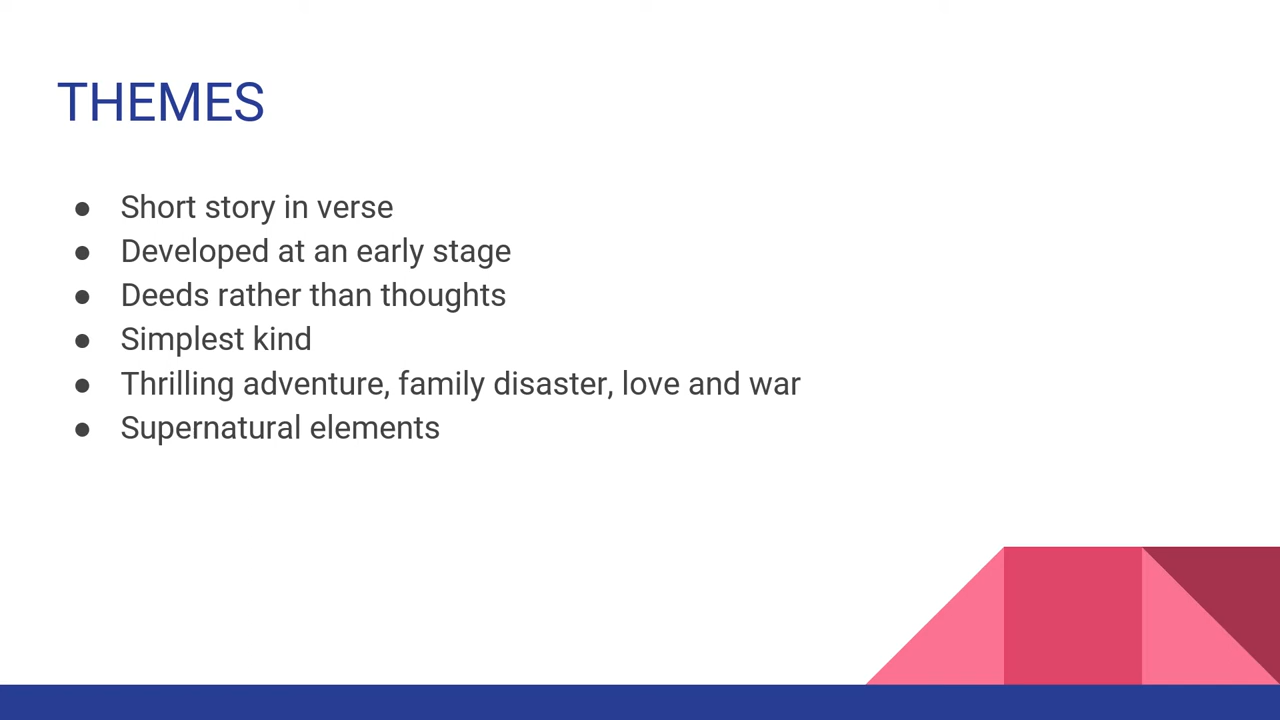 THEMES
● Short story in verse
● Developed at an early stage
● Deeds rather than thoughts
● Simplest kind
● Thrilling adventure, family disaster, love and war
● Supernatural elements